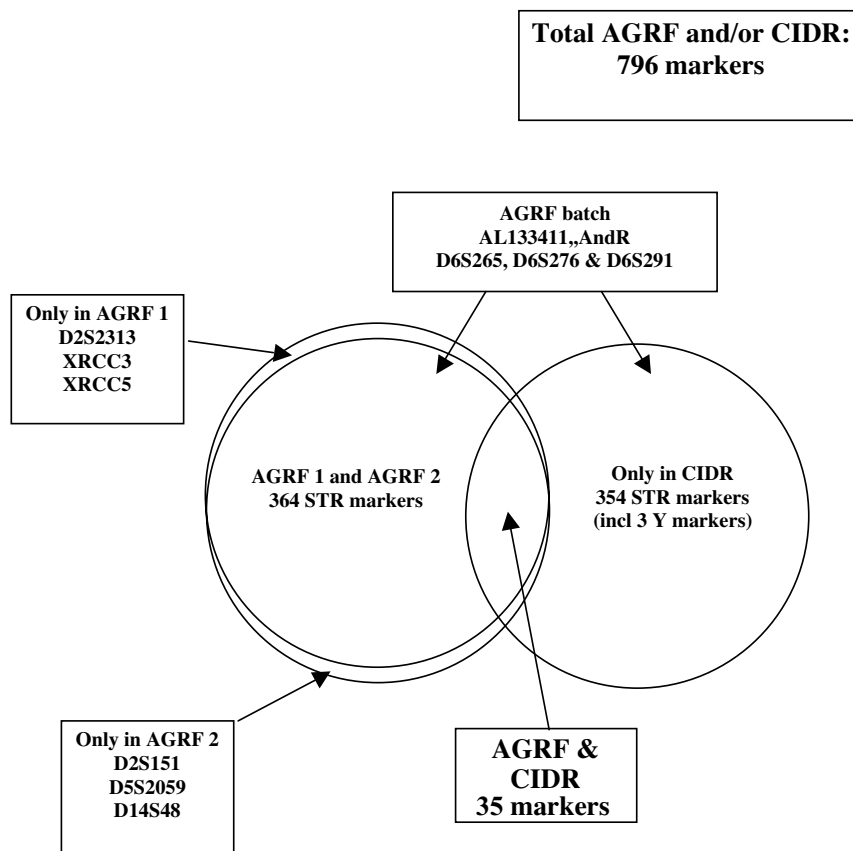 Total AGRF and/or CIDR:
796 markers
AGRF batch
AL133411,,AndR
D6S265, D6S276 & D6S291
Only in AGRF 1
D2S2313
XRCC3
XRCC5
AGRF 1 and AGRF 2
364 STR markers
Only in CIDR
354 STR markers
(incl 3 Y markers)
Only in AGRF 2
D2S151
D5S2059
D14S48
AGRF &
CIDR
35 markers